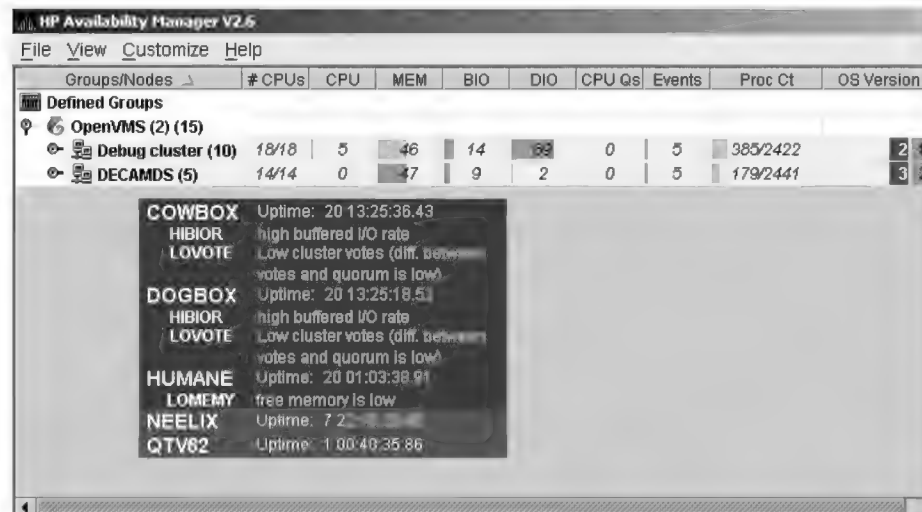 HP Availability Manager V2.6
File View Customize Help
Groups/Nodes # CPUs CPU MEM BIO DIO CPU Qs Events Proc Ct OS Version
Defined Groups
OpenVMS (2) (15)
Debug cluster (10) 18/18 5 46 14 69 0 5 385/2422 2
DECAMDS (5) 14/14 0 47 9 2 0 5 179/2441 3
COWBOX Uptime: 20 13:25:36.43
HIBIOR high buffered I/O rate
LOVOTE Low cluster votes (diff.
votes and quorum is low)
DOGBOX Uptime: 20 13:25:18.53
HIBIOR high buffered I/O rate
LOVOTE Low cluster votes (diff.
votes and quorum is low)
HUMANE Uptime: 20 01:03:38.91
LOMEMY free memory is low
NEELIX Uptime: 7
QTV62 Uptime: 1 00:40:35.86